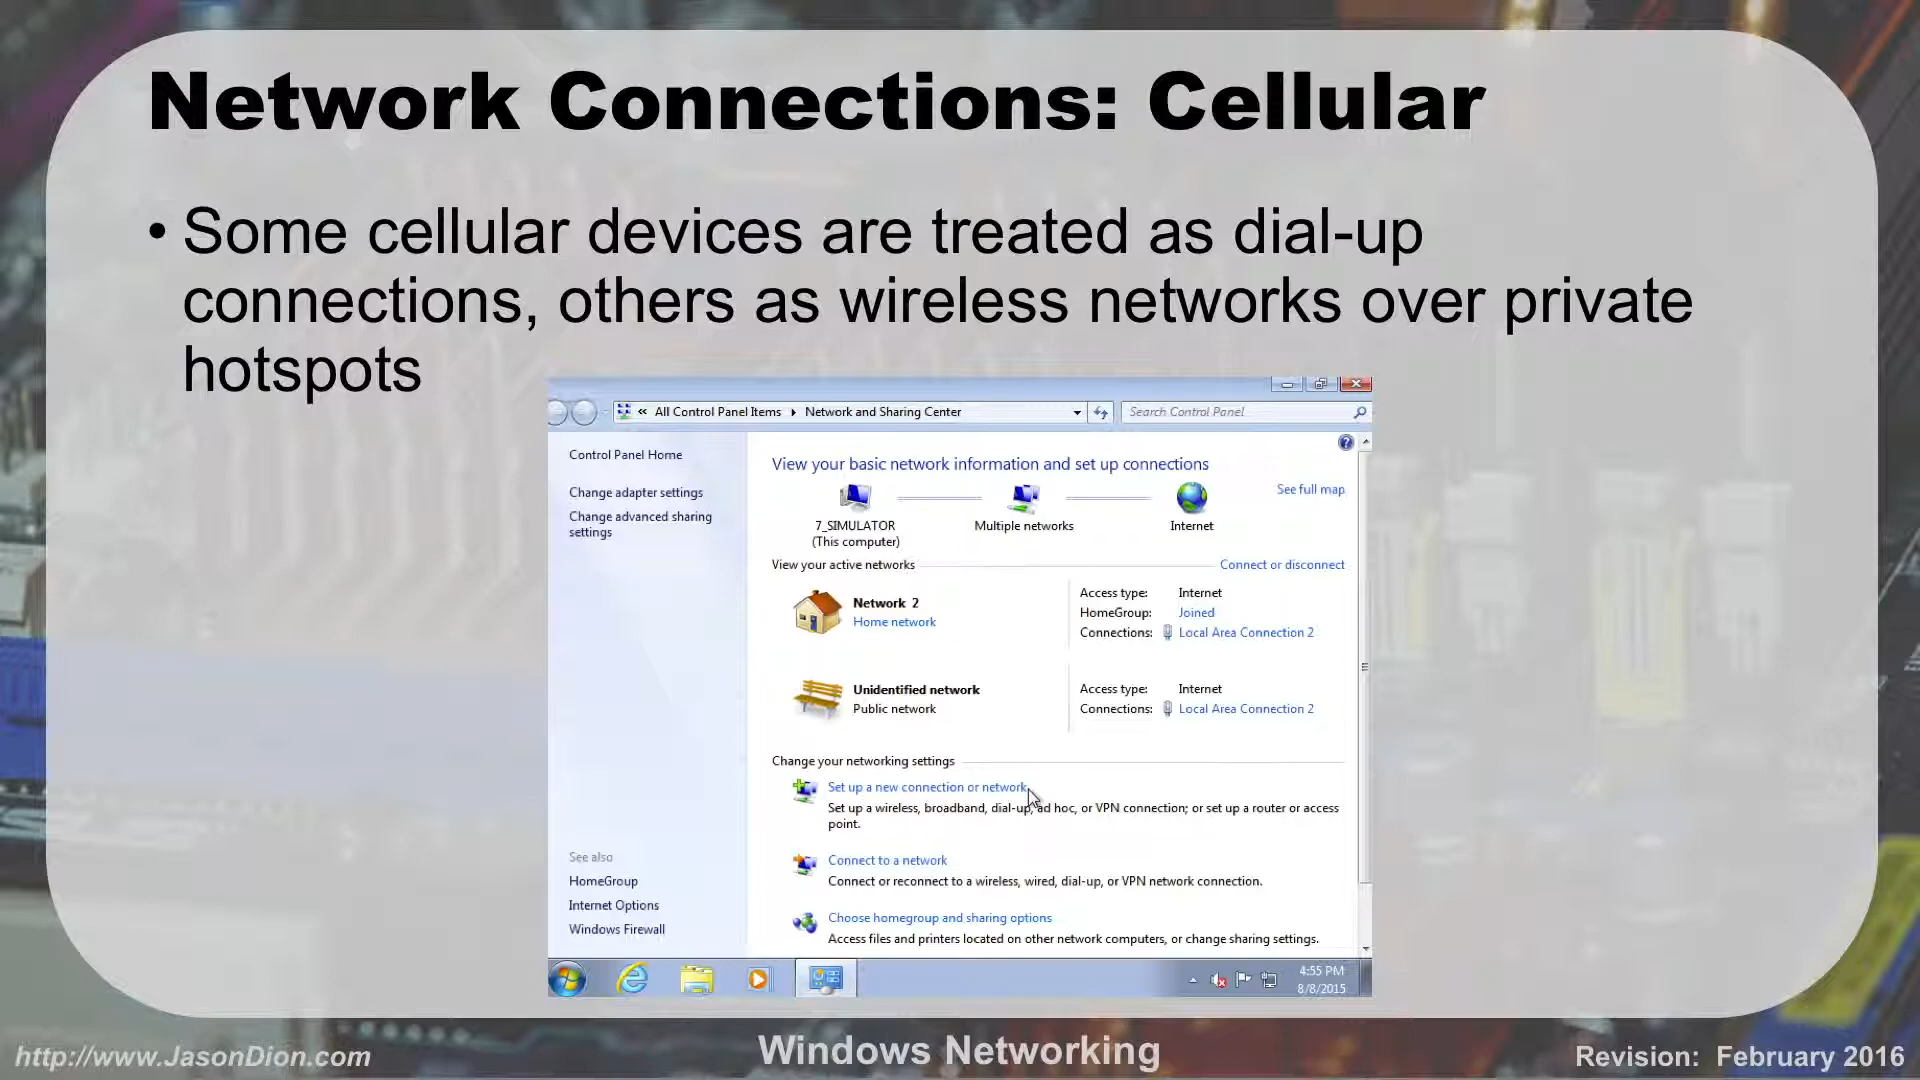 Network Connections: Cellular
• Some cellular devices are treated as dial-up
connections, others as wireless networks over private
hotspots
« All Control Panel Items ▸ Network and Sharing Center
Search Control Panel
Control Panel Home
Change adapter settings
Change advanced sharing
settings
See also
HomeGroup
Internet Options
Windows Firewall
View your basic network information and set up connections
See full map
7_SIMULATOR
(This computer)
Multiple networks
Internet
View your active networks
Connect or disconnect
Network 2
Home network
Access type: Internet
HomeGroup: Joined
Connections: Local Area Connection 2
Unidentified network
Public network
Access type: Internet
Connections: Local Area Connection 2
Change your networking settings
Set up a new connection or network
Set up a wireless, broadband, dial-up, ad hoc, or VPN connection; or set up a router or access
point.
Connect to a network
Connect or reconnect to a wireless, wired, dial-up, or VPN network connection.
Choose homegroup and sharing options
Access files and printers located on other network computers, or change sharing settings.
4:55 PM
8/8/2015
http://www.JasonDion.com
Windows Networking
Revision: February 2016